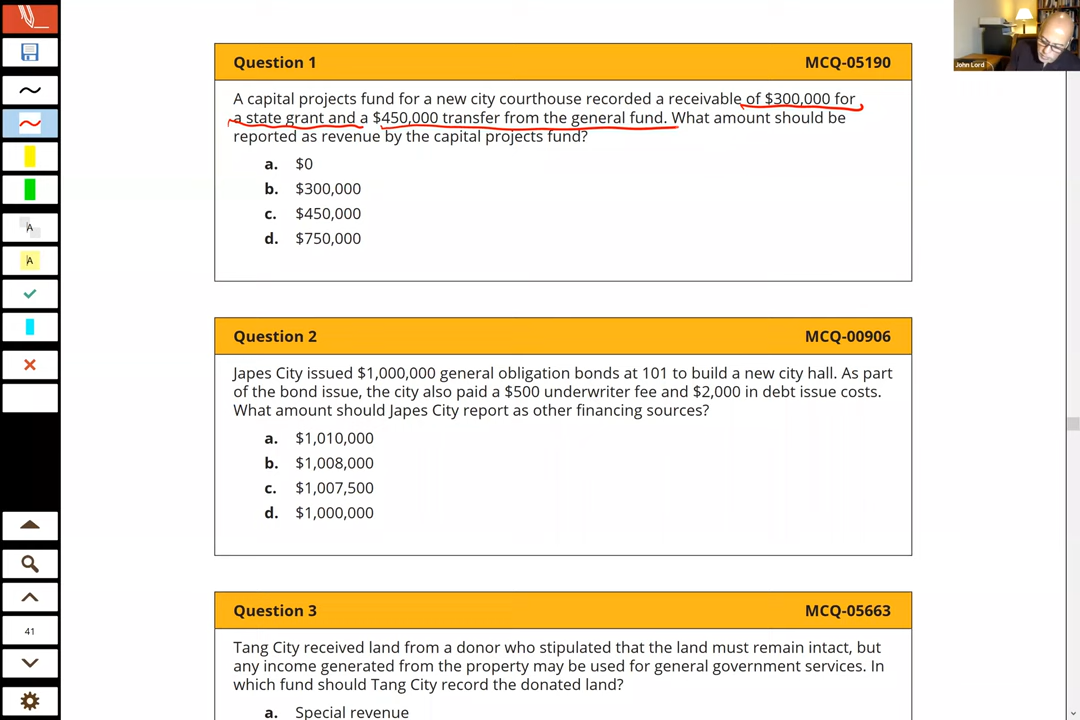 John Lord
Question 1 MCQ-05190
A capital projects fund for a new city courthouse recorded a receivable of $300,000 for
a state grant and a $450,000 transfer from the general fund. What amount should be
reported as revenue by the capital projects fund?
a. $0
b. $300,000
c. $450,000
d. $750,000
Question 2 MCQ-00906
Japes City issued $1,000,000 general obligation bonds at 101 to build a new city hall. As part
of the bond issue, the city also paid a $500 underwriter fee and $2,000 in debt issue costs.
What amount should Japes City report as other financing sources?
a. $1,010,000
b. $1,008,000
c. $1,007,500
d. $1,000,000
Question 3 MCQ-05663
Tang City received land from a donor who stipulated that the land must remain intact, but
any income generated from the property may be used for general government services. In
which fund should Tang City record the donated land?
a. Special revenue
A
A
41